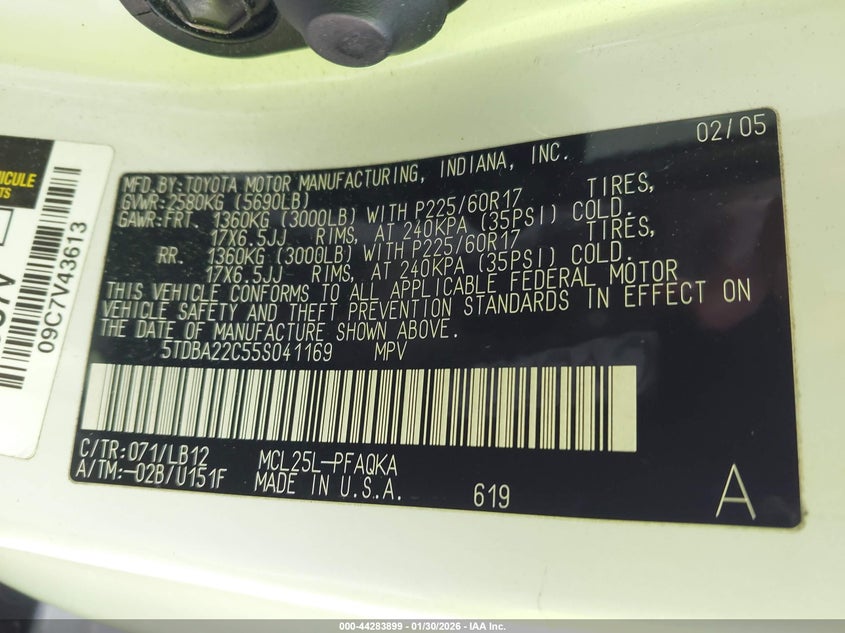 02/05
MFD.BY:TOYOTA MOTOR MANUFACTURING, INDIANA, INC.
GVWR:2580KG (5690LB)
GAWR:FRT. 1360KG (3000LB) WITH P225/60R17 TIRES,
17X6.5JJ RIMS, AT 240KPA (35PSI) COLD.
RR. 1360KG (3000LB) WITH P225/60R17 TIRES,
17X6.5JJ RIMS, AT 240KPA (35PSI) COLD.
THIS VEHICLE CONFORMS TO ALL APPLICABLE FEDERAL MOTOR
VEHICLE SAFETY AND THEFT PREVENTION STANDARDS IN EFFECT ON
THE DATE OF MANUFACTURE SHOWN ABOVE.
5TDBA22C55S041169 MPV
C/TR:071/LB12 MCL25L-PFAQKA
A/TM:-02B/U151F MADE IN U.S.A. 619
A
09C7V43613
000-44283899 - 01/30/2026 - IAA Inc.